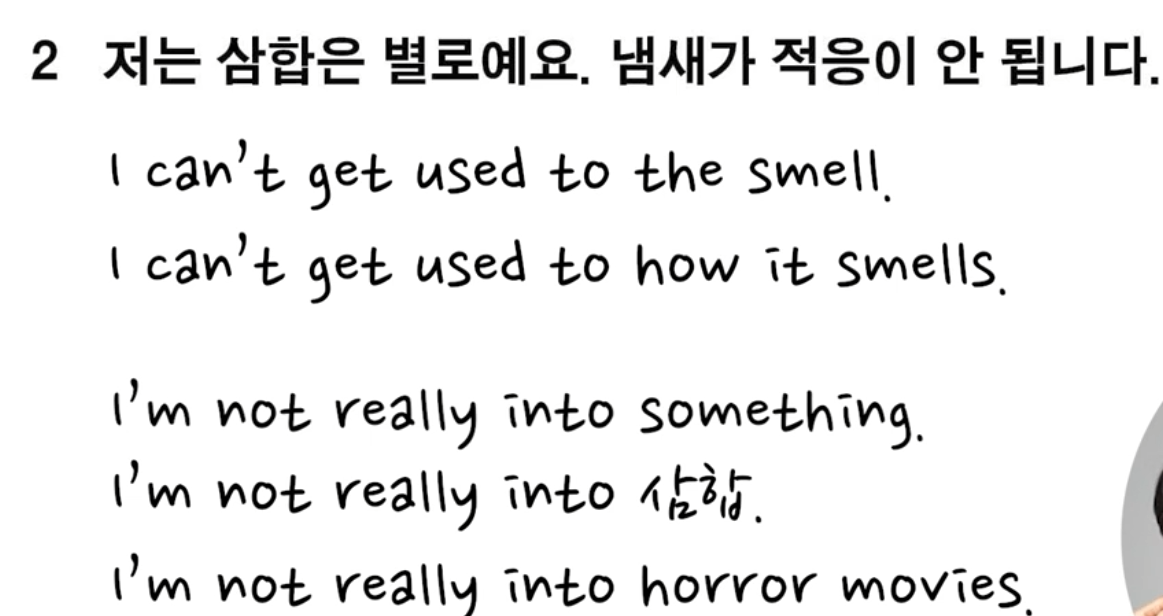 2 저는 삼합은 별로예요. 냄새가 적응이 안 됩니다.
I can't get used to the smell.
I can't get used to how it smells.
I'm not really into something.
I'm not really into 삼합.
I'm not really into horror movies.